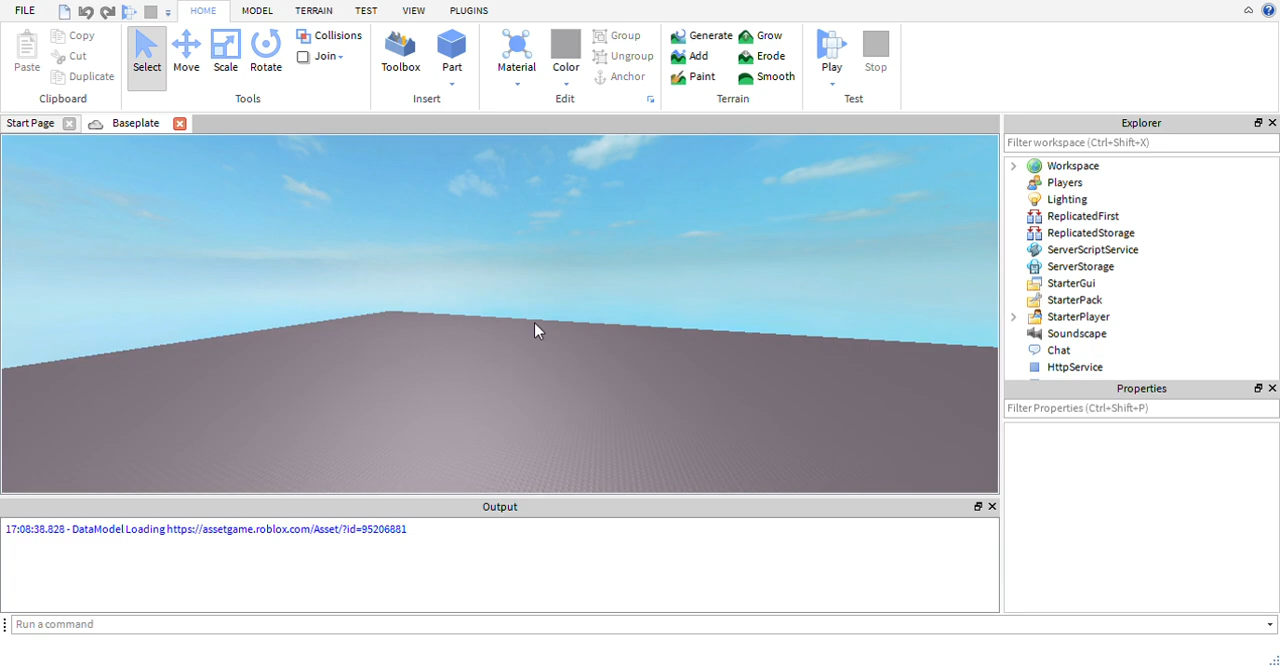 FILE HOME MODEL TERRAIN TEST VIEW PLUGINS
Paste Copy Cut Duplicate
Clipboard
Select Move Scale Rotate Collisions Join
Tools
Toolbox Part
Insert
Material Color Group Ungroup Anchor
Edit
Generate Grow
Add Erode
Paint Smooth
Terrain
Play Stop
Test
Start Page Baseplate
Explorer
Filter workspace (Ctrl+Shift+X)
Workspace
Players
Lighting
ReplicatedFirst
ReplicatedStorage
ServerScriptService
ServerStorage
StarterGui
StarterPack
StarterPlayer
Soundscape
Chat
HttpService
Properties
Filter Properties (Ctrl+Shift+P)
Output
17:08:38.828 - DataModel Loading https://assetgame.roblox.com/Asset/?id=95206881
Run a command